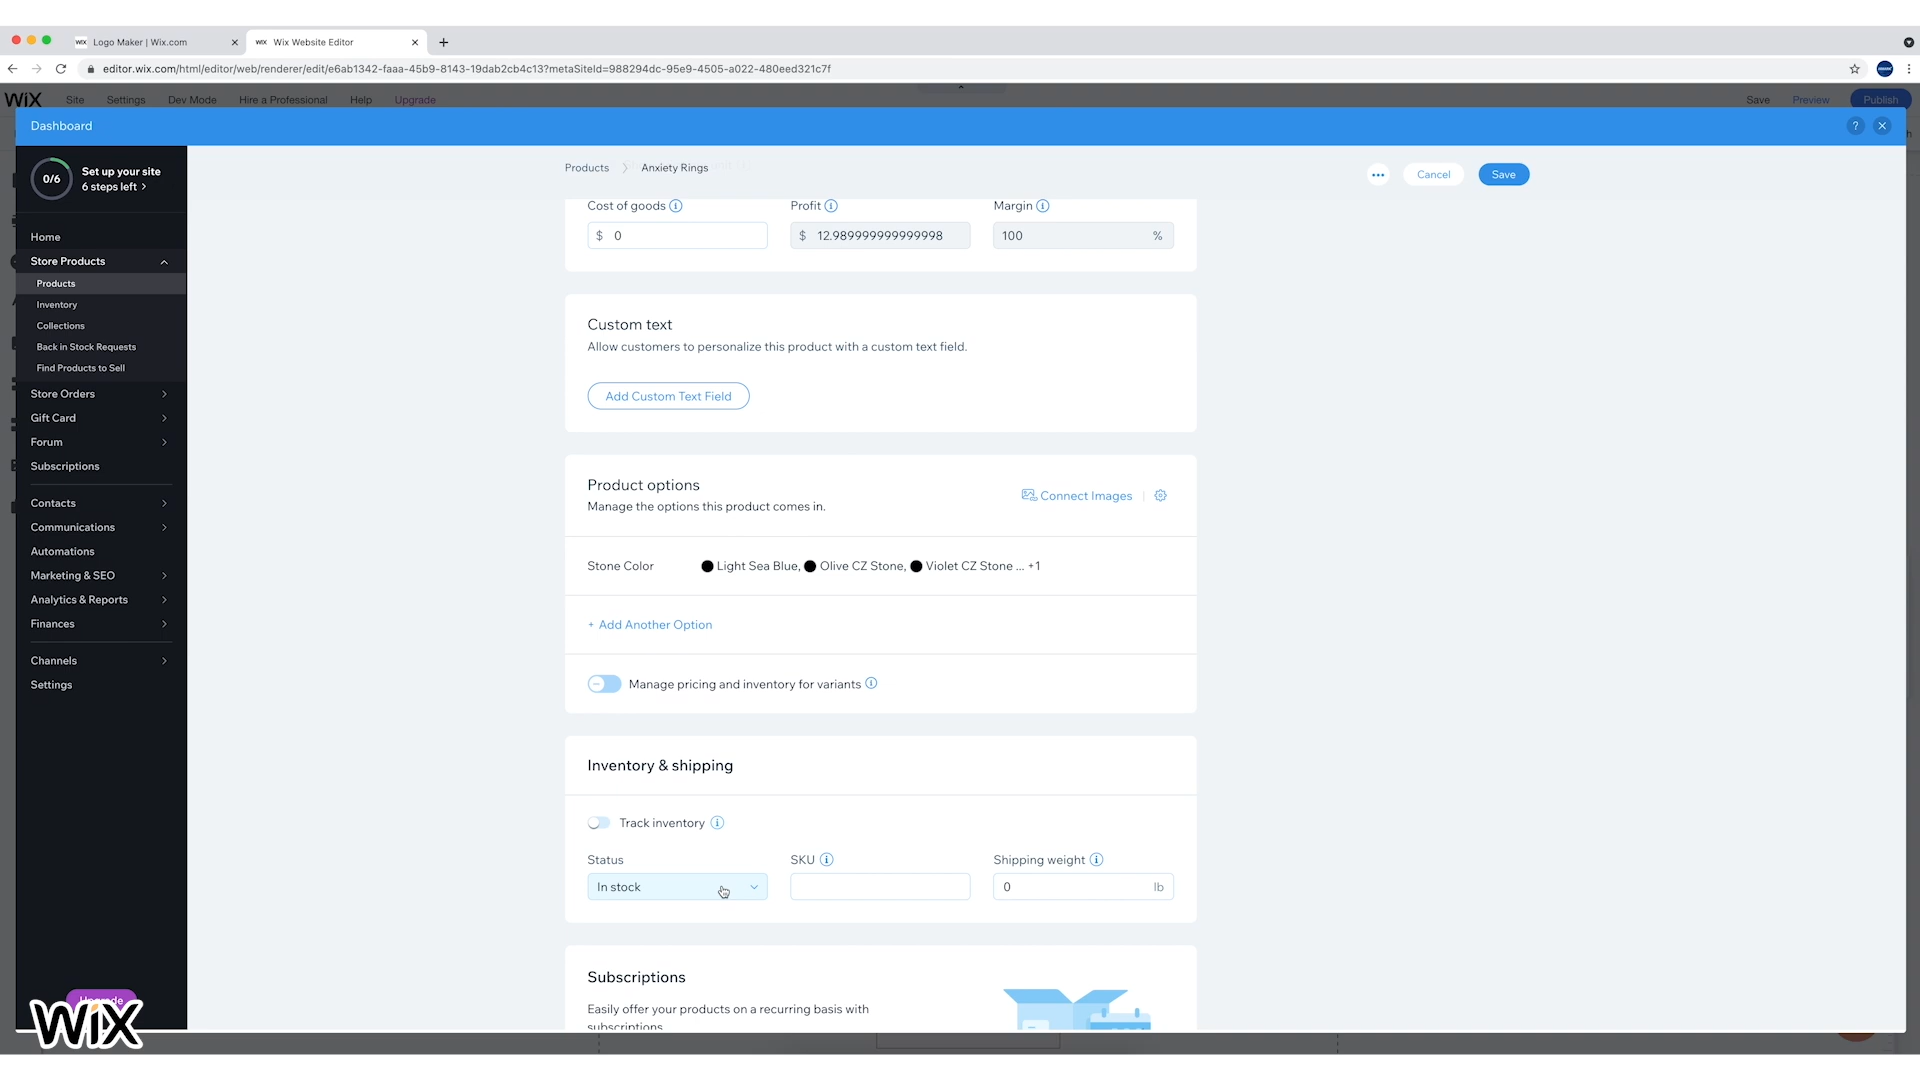 WIX Logo Maker | Wix.com
WIX Wix Website Editor
editor.wix.com/html/editor/web/renderer/edit/e6ab1342-faaa-45b9-8143-19dab2cb4c13?metaSiteId=988294dc-95e9-4505-a022-480eed321c7f
WiX Site Settings Dev Mode Hire a Professional Help Upgrade Save Preview Publish
Dashboard
0/6 Set up your site
6 steps left
Products Anxiety Rings
Cancel Save
Cost of goods Profit Margin
$ 0 $ 12.989999999999998 100 %
Home
Store Products
Products
Inventory
Collections
Back in Stock Requests
Find Products to Sell
Store Orders
Gift Card
Forum
Subscriptions
Contacts
Communications
Automations
Marketing & SEO
Analytics & Reports
Finances
Channels
Settings
Upgrade
WiX
Custom text
Allow customers to personalize this product with a custom text field.
Add Custom Text Field
Product options
Manage the options this product comes in.
Connect Images
Stone Color Light Sea Blue, Olive CZ Stone, Violet CZ Stone ... +1
+ Add Another Option
Manage pricing and inventory for variants
Inventory & shipping
Track inventory
Status SKU Shipping weight
In stock 0 lb
Subscriptions
Easily offer your products on a recurring basis with
subscriptions